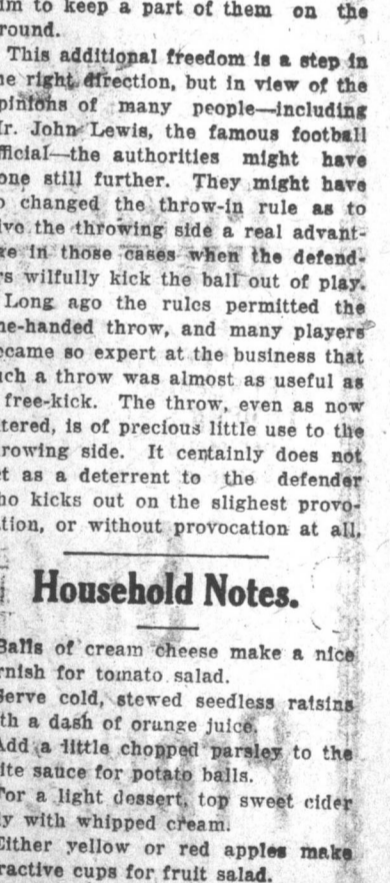 im to keep a part of them on the
round.
This additional freedom is a step in
he right direction, but in view of the
pinions of many people—including
Mr. John Lewis, the famous football
fficial—the authorities might have
one still further. They might have
o changed the throw-in rule as to
ive the throwing side a real advant-
ge in those cases when the defend-
rs wilfully kick the ball out of play.
Long ago the rules permitted the
ne-handed throw, and many players
ecame so expert at the business that
uch a throw was almost as useful as
free-kick. The throw, even as now
ltered, is of precious little use to the
rowing side. It certainly does not
ct as a deterrent to the defender
ho kicks out on the slighest provo-
tion, or without provocation at all.
Household Notes.
Balls of cream cheese make a nice
rnish for tomato salad.
Serve cold, stewed seedless raisins
th a dash of orange juice.
Add a little chopped parsley to the
ite sauce for potato balls.
For a light dessert, top sweet cider
ly with whipped cream.
Either yellow or red apples make
ractive cups for fruit salad.